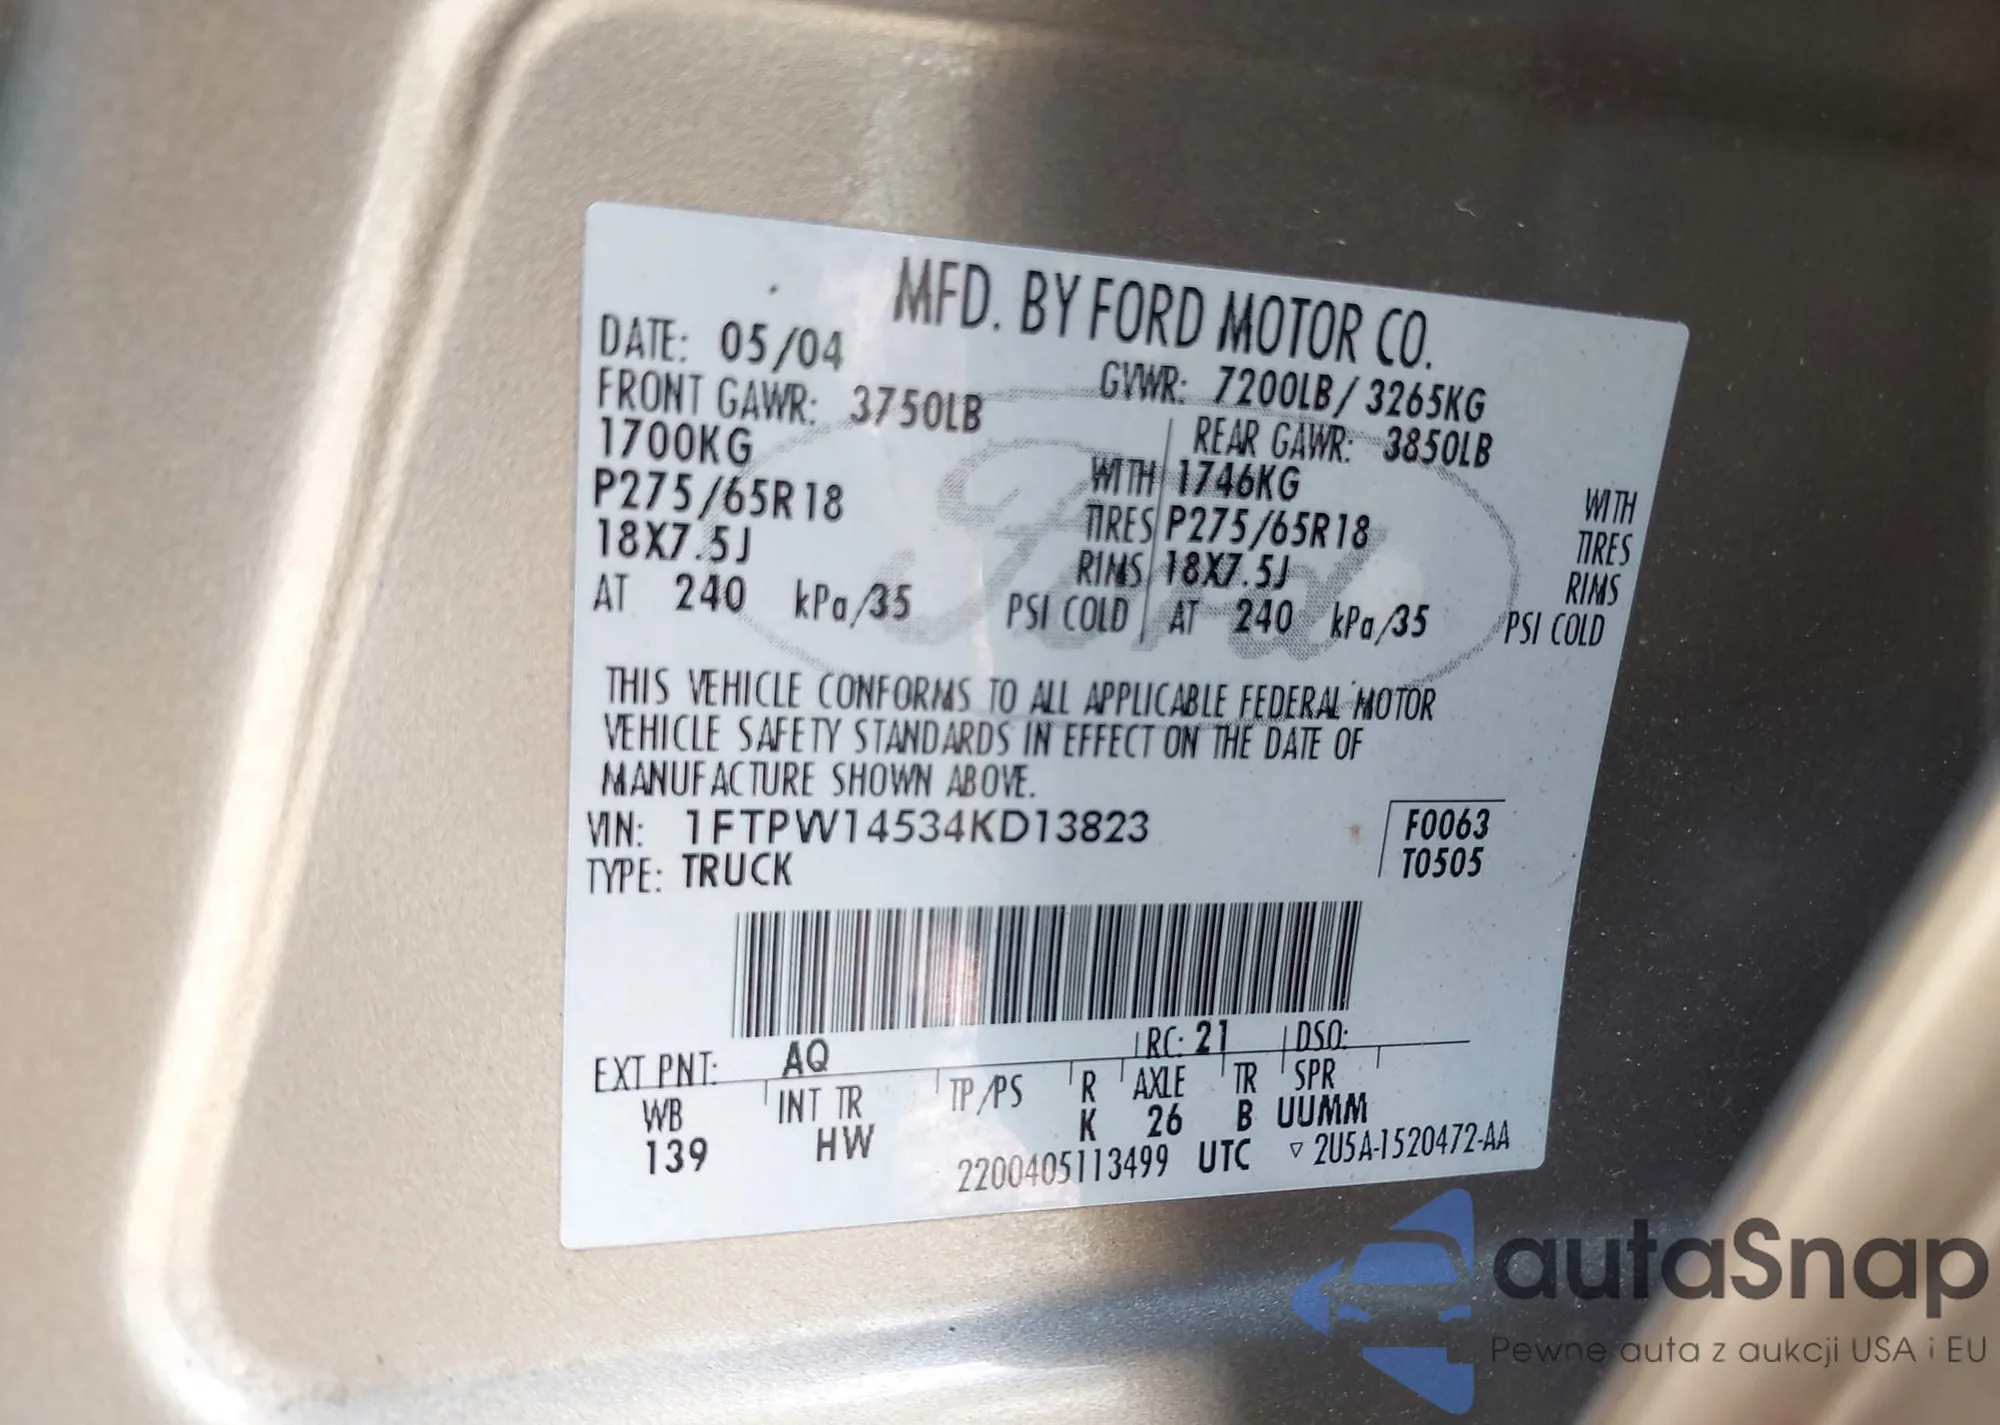 MFD. BY FORD MOTOR CO.
DATE: 05/04
GVWR: 7200LB / 3265KG
FRONT GAWR: 3750LB
REAR GAWR: 3850LB
1700KG WITH 1746KG WITH
P275/65R18 TIRES P275/65R18 TIRES
18X7.5J RIMS 18X7.5J RIMS
AT 240 kPa/35 PSI COLD AT 240 kPa/35 PSI COLD
Ford
THIS VEHICLE CONFORMS TO ALL APPLICABLE FEDERAL MOTOR
VEHICLE SAFETY STANDARDS IN EFFECT ON THE DATE OF
MANUFACTURE SHOWN ABOVE.
VIN: 1FTPW14534KD13823 F0063
TYPE: TRUCK T0505
EXT PNT: AQ RC: 21 DSO:
WB INT TR TP/PS R AXLE TR SPR
139 HW K 26 B UUMM
2200405113499 UTC ▽ 2U5A-1520472-AA
autaSnap
Pewne auta z aukcji USA i EU